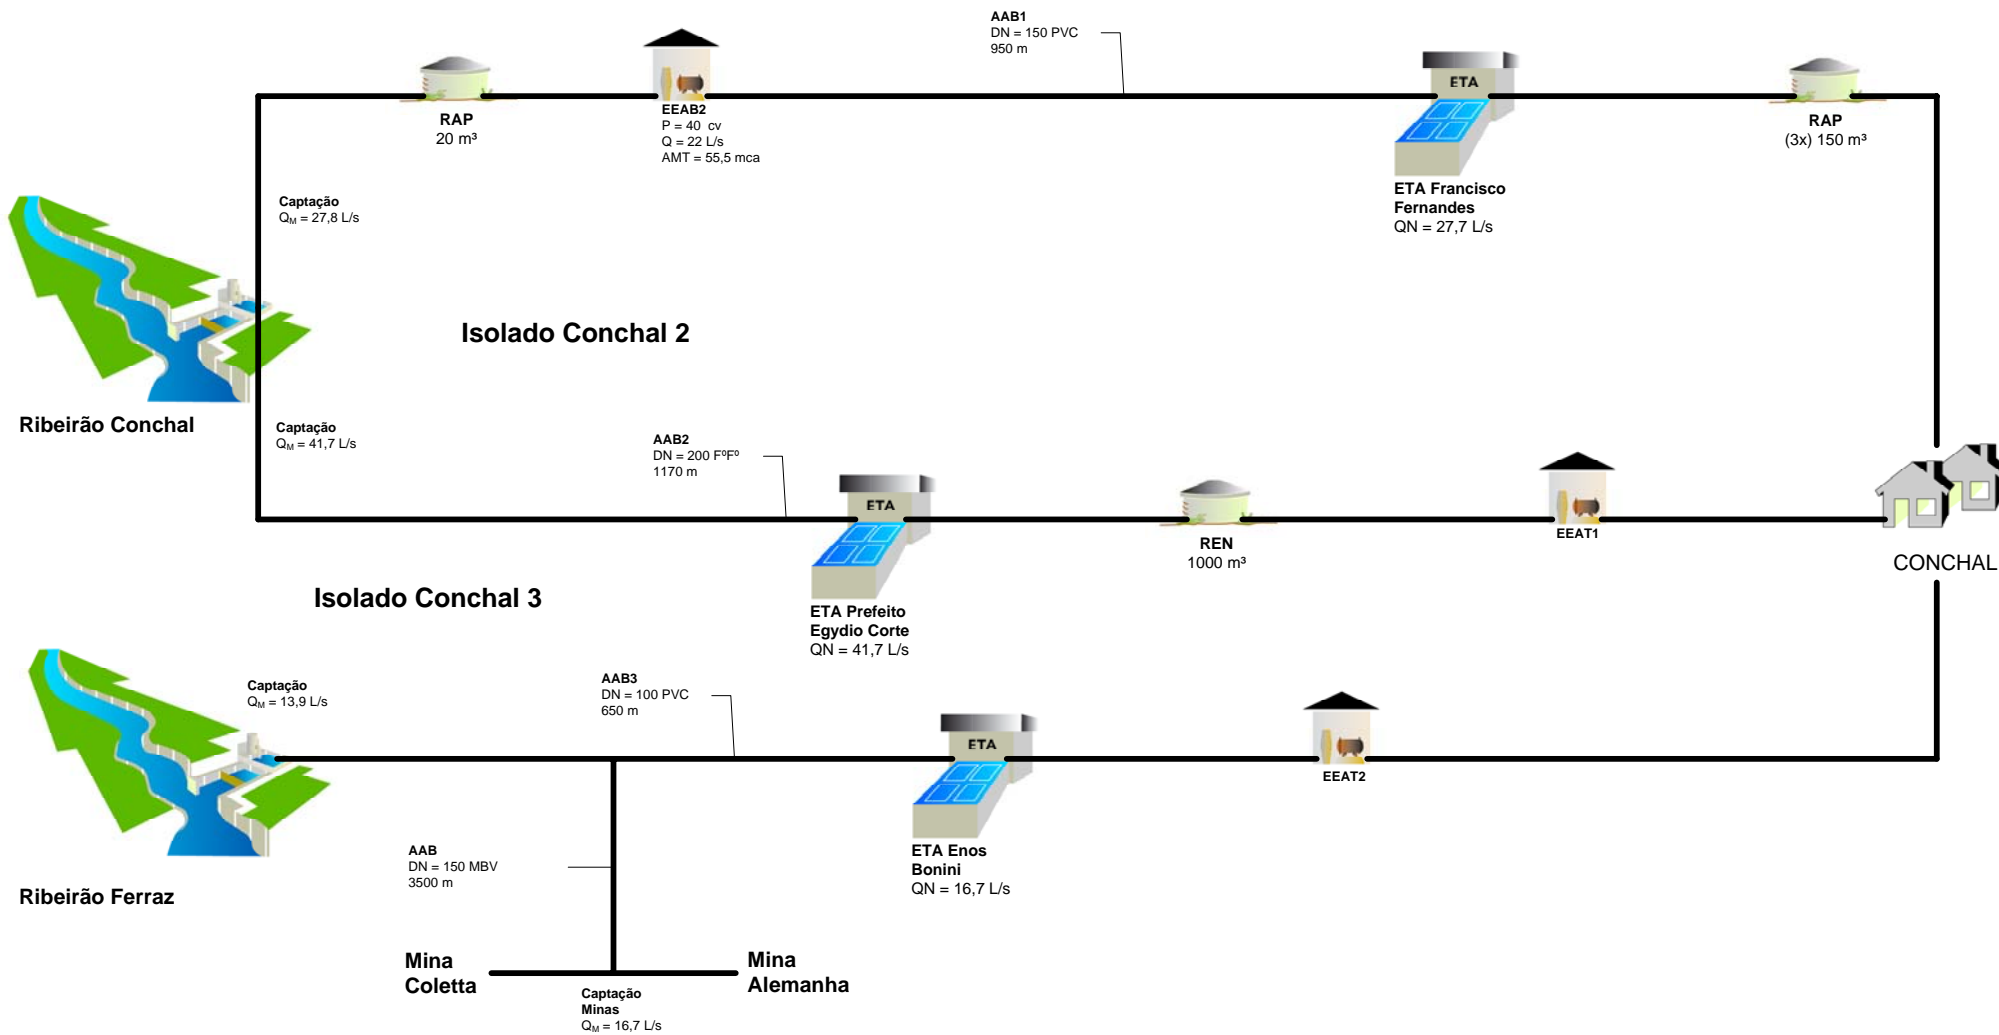 AAB1
DN = 150 PVC
950 m
ETA
RAP
20 m³
EEAB2
P = 40 cv
Q = 22 L/s
AMT = 55,5 mca
RAP
(3x) 150 m³
ETA Francisco
Fernandes
QN = 27,7 L/s
Captação
QM = 27,8 L/s
Isolado Conchal 2
Ribeirão Conchal
Captação
QM = 41,7 L/s
AAB2
DN = 200 FºFº
1170 m
ETA
REN
1000 m³
EEAT1
CONCHAL
Isolado Conchal 3
ETA Prefeito
Egydio Corte
QN = 41,7 L/s
Captação
QM = 13,9 L/s
AAB3
DN = 100 PVC
650 m
ETA
EEAT2
Ribeirão Ferraz
AAB
DN = 150 MBV
3500 m
ETA Enos
Bonini
QN = 16,7 L/s
Mina
Coletta
Mina
Alemanha
Captação
Minas
QM = 16,7 L/s